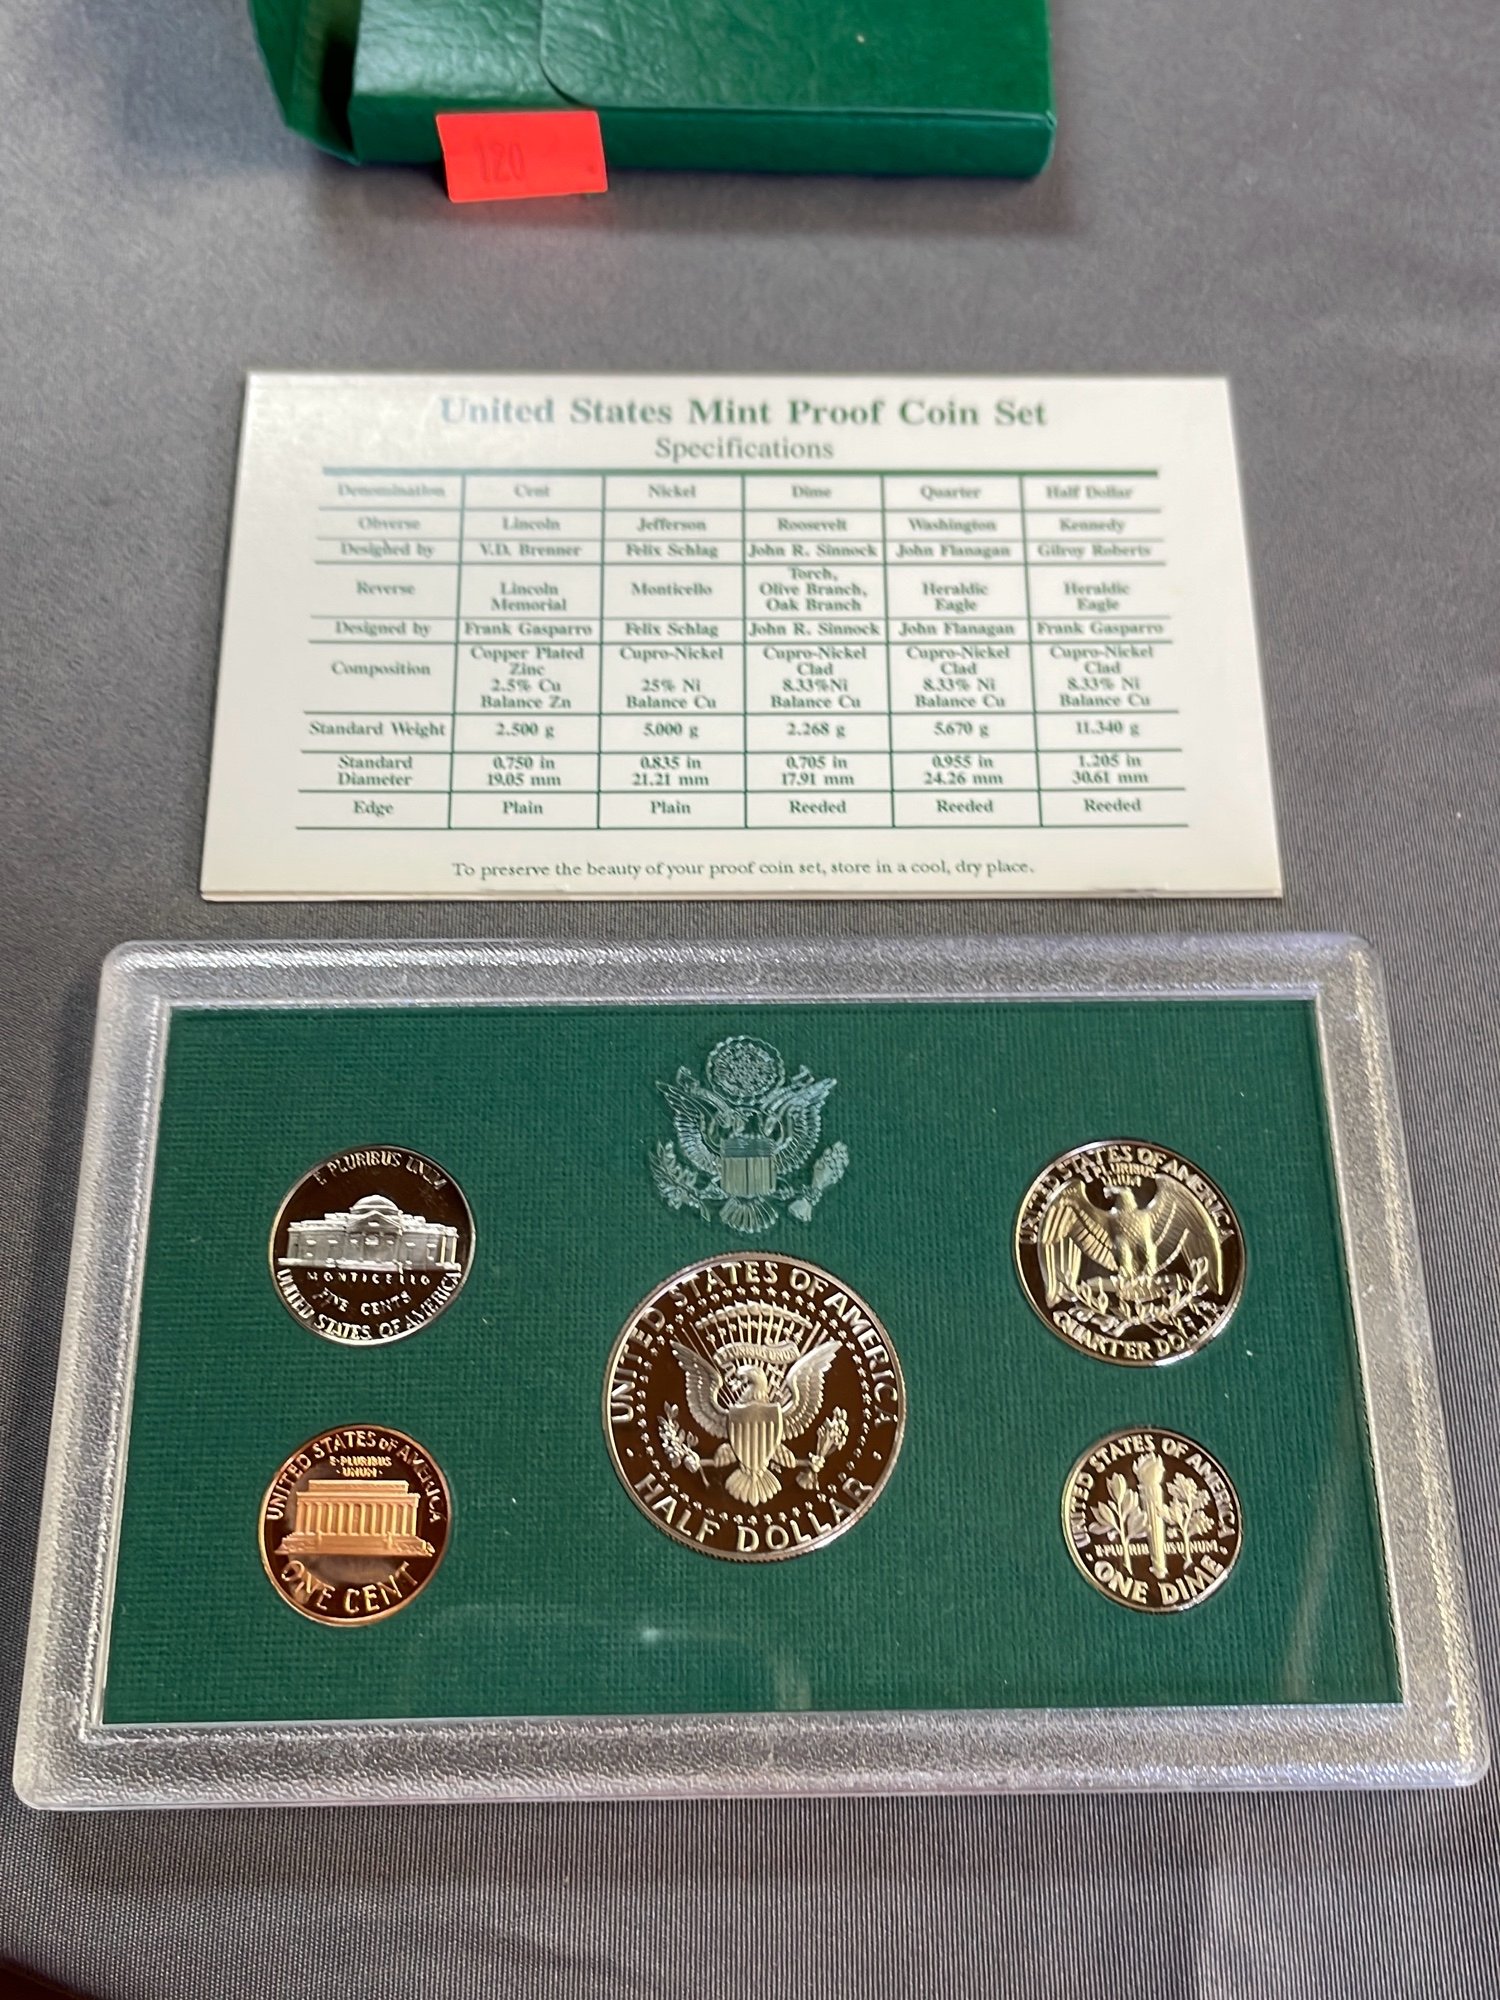 120
United States Mint Proof Coin Set
Specifications
Denomination Cent Nickel Dime Quarter Half Dollar
Obverse Lincoln Jefferson Roosevelt Washington Kennedy
Designed by V.D. Brenner Felix Schlag John R. Sinnock John Flanagan Gilroy Roberts
Reverse Lincoln Memorial Monticello Torch, Olive Branch, Oak Branch Heraldic Eagle Heraldic Eagle
Designed by Frank Gasparro Felix Schlag John R. Sinnock John Flanagan Frank Gasparro
Composition Copper Plated Zinc 2.5% Cu Balance Zn Cupro-Nickel 25% Ni Balance Cu Cupro-Nickel Clad 8.33%Ni Balance Cu Cupro-Nickel Clad 8.33% Ni Balance Cu Cupro-Nickel Clad 8.33% Ni Balance Cu
Standard Weight 2.500 g 5.000 g 2.268 g 5.670 g 11.340 g
Standard Diameter 0.750 in 19.05 mm 0.835 in 21.21 mm 0.705 in 17.91 mm 0.955 in 24.26 mm 1.205 in 30.61 mm
Edge Plain Plain Reeded Reeded Reeded
To preserve the beauty of your proof coin set, store in a cool, dry place.
E PLURIBUS UNUM
MONTICELLO
FIVE CENTS
UNITED STATES OF AMERICA
UNITED STATES OF AMERICA
E PLURIBUS
UNUM
QUARTER DOLLAR
UNITED STATES OF AMERICA
E PLURIBUS UNUM
HALF DOLLAR
UNITED STATES OF AMERICA
E·PLURIBUS
·UNUM·
ONE CENT
UNITED STATES OF AMERICA
E·PLURIBUS UNUM
·ONE DIME·